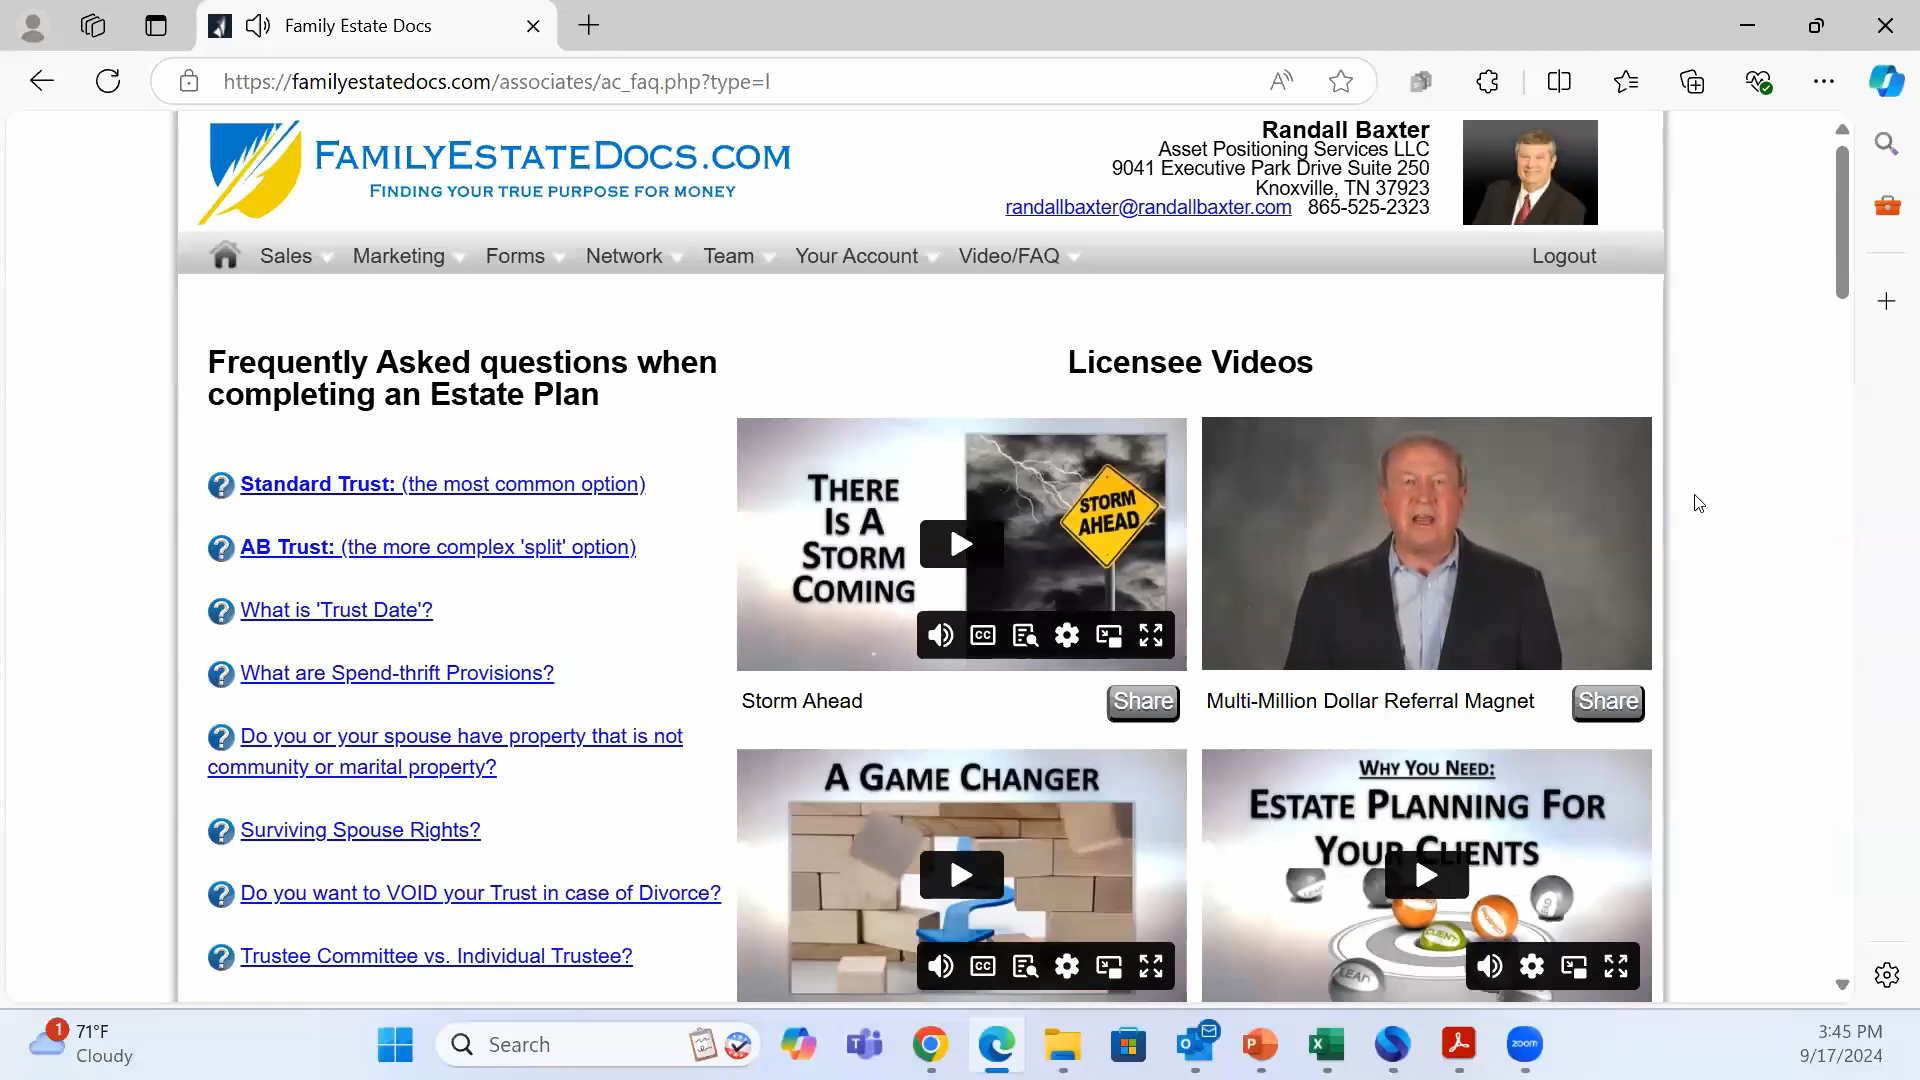 Family Estate Docs
https://familyestatedocs.com/associates/ac_faq.php?type=l
FAMILYESTATEDOCS.COM
FINDING YOUR TRUE PURPOSE FOR MONEY
Randall Baxter
Asset Positioning Services LLC
9041 Executive Park Drive Suite 250
Knoxville, TN 37923
randallbaxter@randallbaxter.com 865-525-2323
Sales Marketing Forms Network Team Your Account Video/FAQ Logout
Frequently Asked questions when
completing an Estate Plan
Standard Trust: (the most common option)
AB Trust: (the more complex 'split' option)
What is 'Trust Date'?
What are Spend-thrift Provisions?
Do you or your spouse have property that is not
community or marital property?
Surviving Spouse Rights?
Do you want to VOID your Trust in case of Divorce?
Trustee Committee vs. Individual Trustee?
Licensee Videos
THERE
IS A
STORM
COMING
STORM
AHEAD
CC
Storm Ahead
Share
Multi-Million Dollar Referral Magnet
Share
A GAME CHANGER
CC
WHY YOU NEED:
ESTATE PLANNING FOR
YOUR CLIENTS
CLIENT
LEAD
LEAD
1
71°F
Cloudy
Search
zoom
3:45 PM
9/17/2024